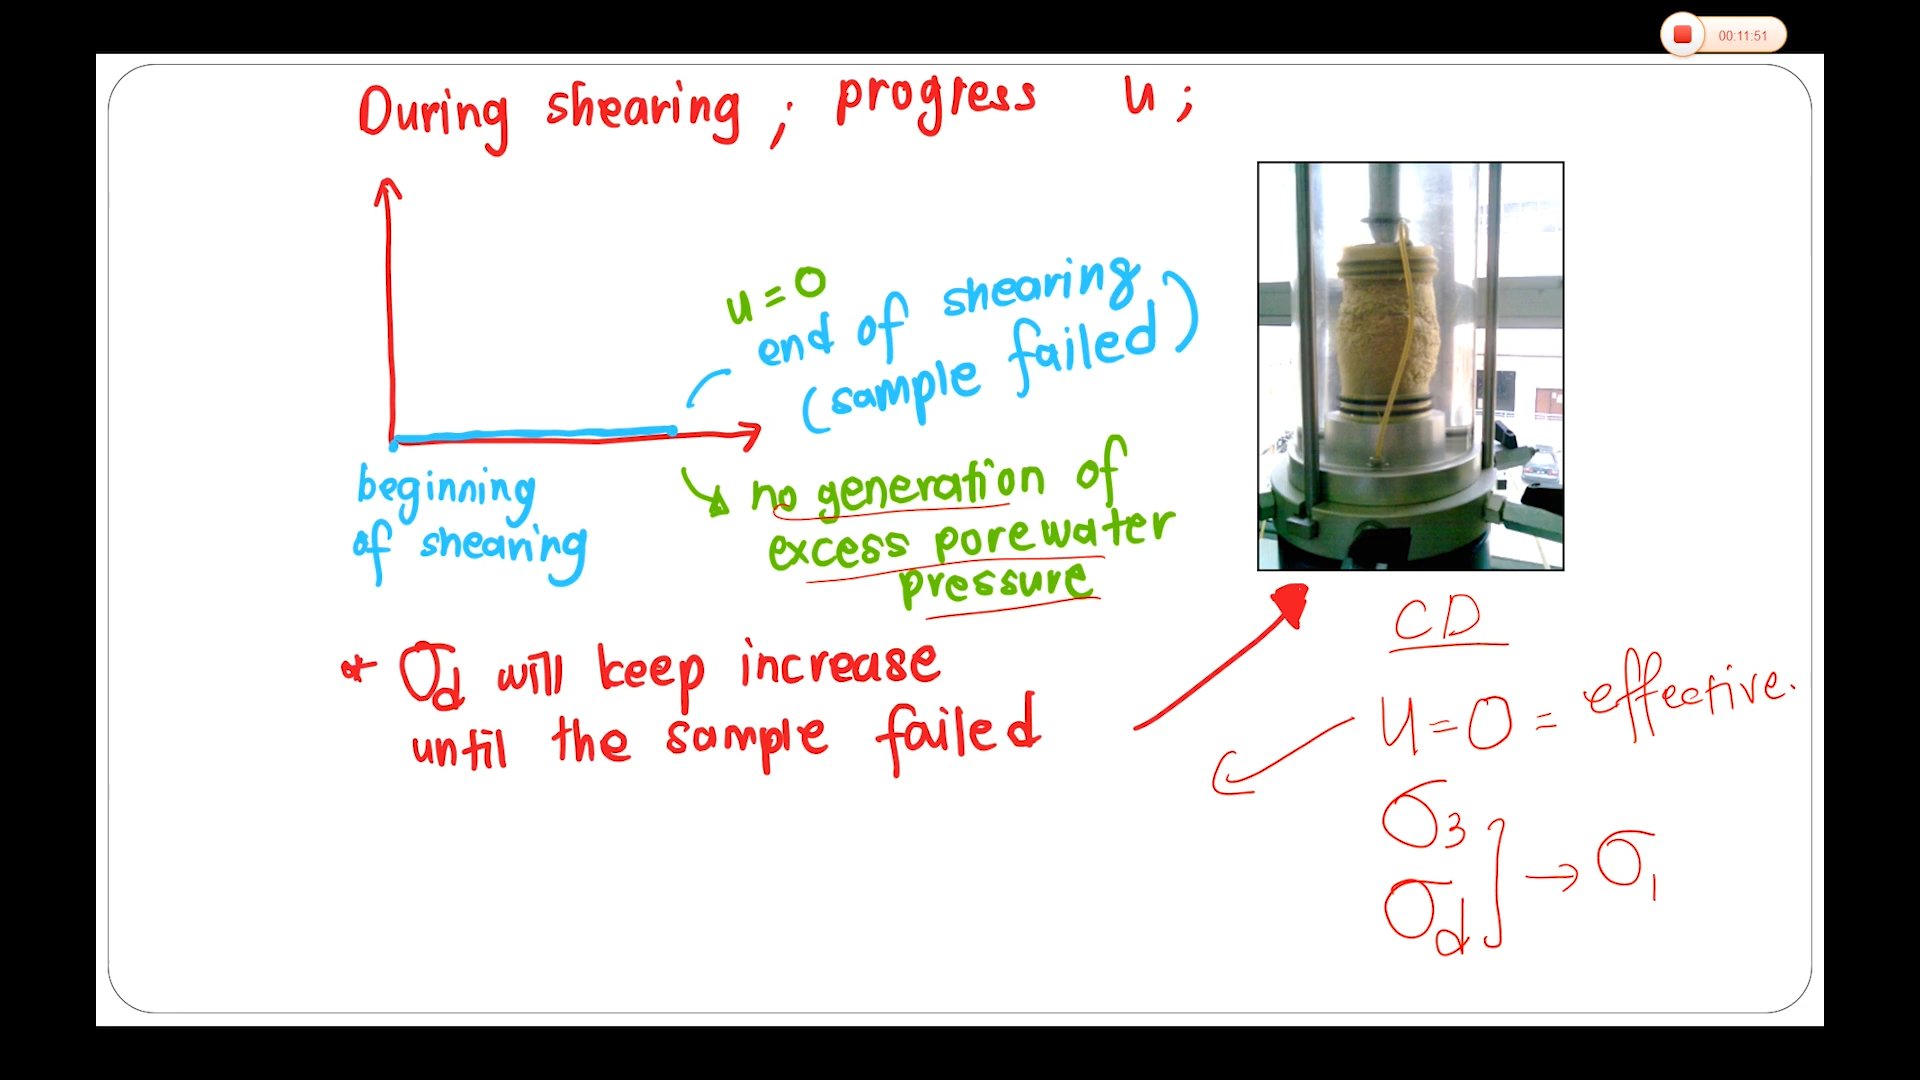 00:11:51
During shearing ; progress u ;
u = 0
end of shearing
(sample failed)
beginning
of shearing
no generation of
excess porewater
pressure
* σd will keep increase
until the sample failed
CD
u = 0 = effective.
σ3
σd
→ σ1